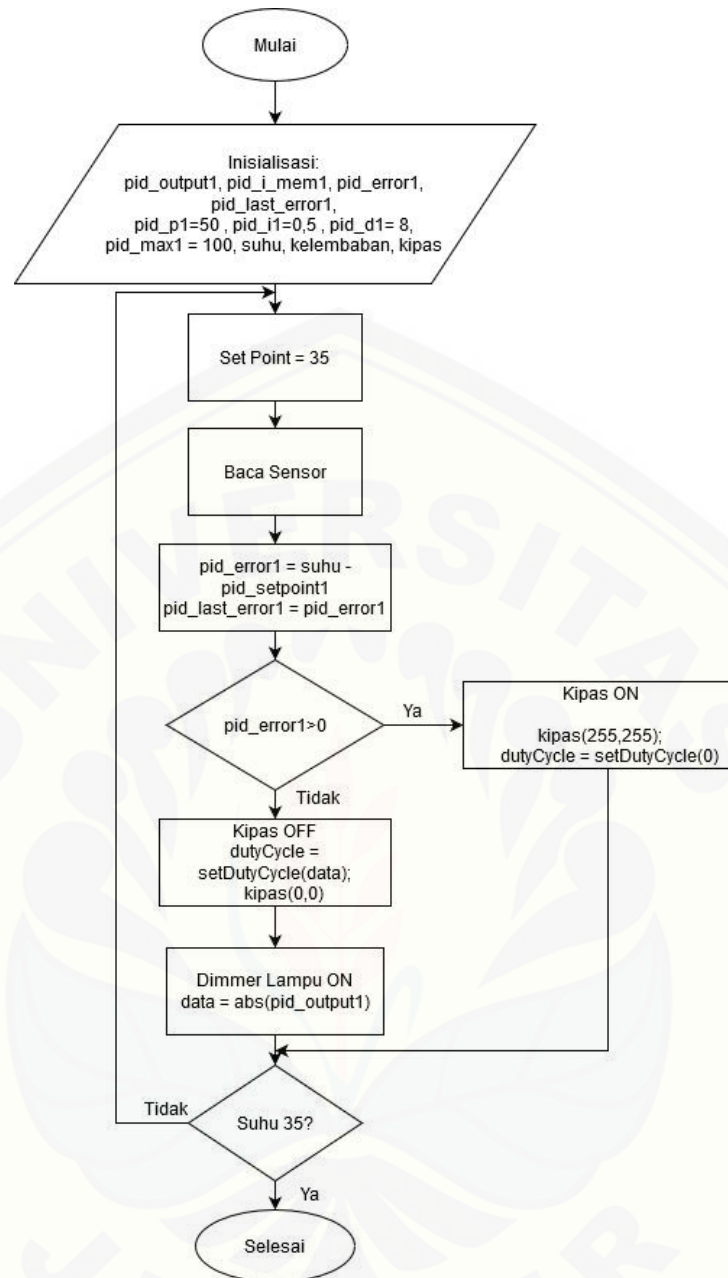 Mulai
Inisialisasi:
pid_output1, pid_i_mem1, pid_error1,
pid_last_error1,
pid_p1=50 , pid_i1=0,5 , pid_d1= 8,
pid_max1 = 100, suhu, kelembaban, kipas
Set Point = 35
Baca Sensor
pid_error1 = suhu -
pid_setpoint1
pid_last_error1 = pid_error1
pid_error1>0
Ya
Kipas ON
kipas(255,255);
dutyCycle = setDutyCycle(0)
Tidak
Kipas OFF
dutyCycle =
setDutyCycle(data);
kipas(0,0)
Dimmer Lampu ON
data = abs(pid_output1)
Suhu 35?
Tidak
Ya
Selesai
UNIVERSITAS